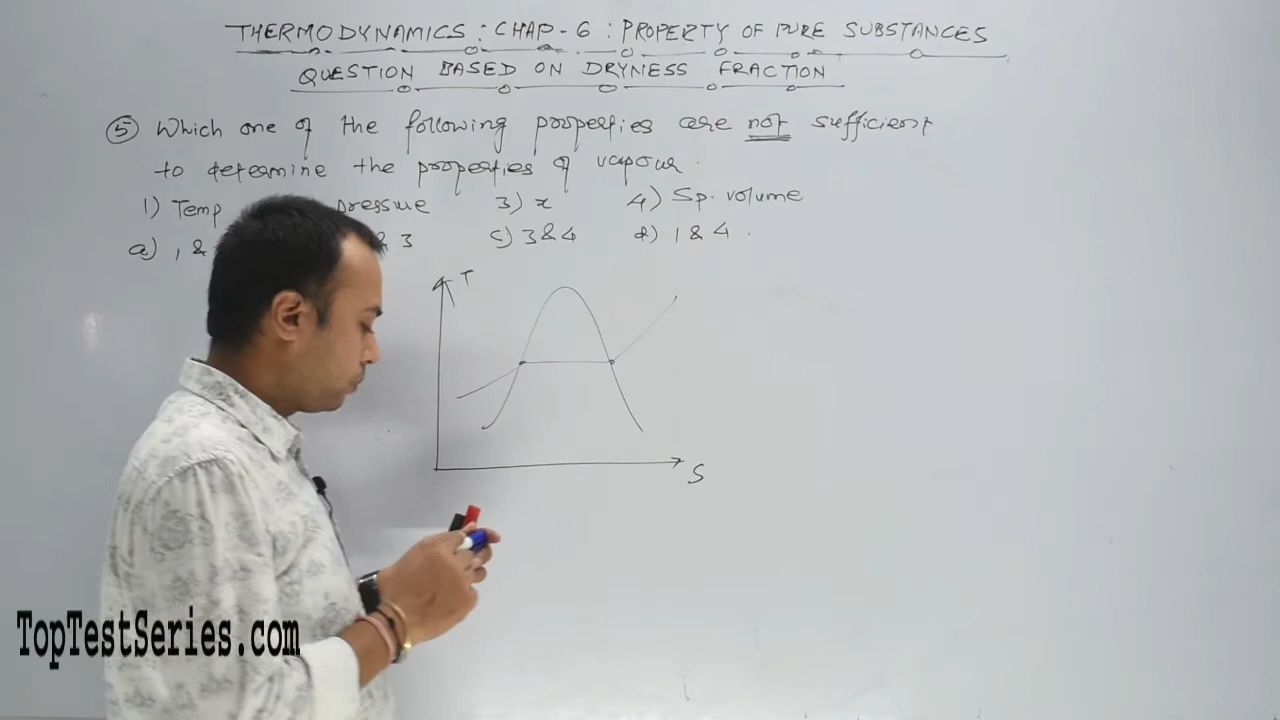 THERMODYNAMICS : CHAP-6 : PROPERTY OF PURE SUBSTANCES
QUESTION BASED ON DRYNESS FRACTION
5 Which one of the following properties are not sufficient
to determine the properties of vapour.
1) Temp pressure 3) x 4) Sp. volume
a) 1 & & 3 c) 3 & 4 d) 1 & 4.
T
S
TopTestSeries.com